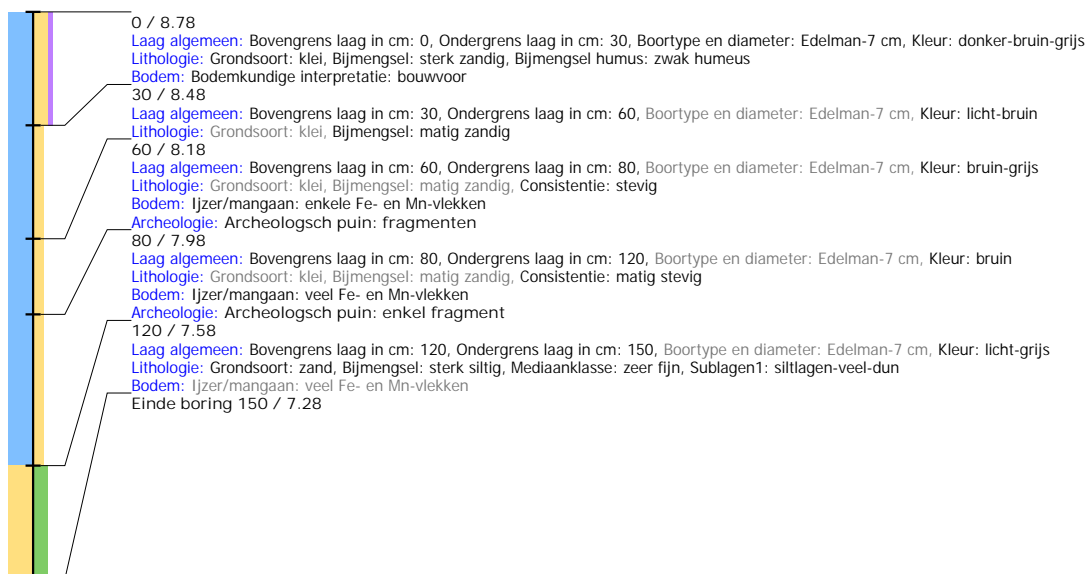 0 / 8.78
Laag algemeen: Bovengrens laag in cm: 0, Ondergrens laag in cm: 30, Boortype en diameter: Edelman-7 cm, Kleur: donker-bruin-grijs
Lithologie: Grondsoort: klei, Bijmengsel: sterk zandig, Bijmengsel humus: zwak humeus
Bodem: Bodemkundige interpretatie: bouwvoor
30 / 8.48
Laag algemeen: Bovengrens laag in cm: 30, Ondergrens laag in cm: 60, Boortype en diameter: Edelman-7 cm, Kleur: licht-bruin
Lithologie: Grondsoort: klei, Bijmengsel: matig zandig
60 / 8.18
Laag algemeen: Bovengrens laag in cm: 60, Ondergrens laag in cm: 80, Boortype en diameter: Edelman-7 cm, Kleur: bruin-grijs
Lithologie: Grondsoort: klei, Bijmengsel: matig zandig, Consistentie: stevig
Bodem: Ijzer/mangaan: enkele Fe- en Mn-vlekken
Archeologie: Archeologsch puin: fragmenten
80 / 7.98
Laag algemeen: Bovengrens laag in cm: 80, Ondergrens laag in cm: 120, Boortype en diameter: Edelman-7 cm, Kleur: bruin
Lithologie: Grondsoort: klei, Bijmengsel: matig zandig, Consistentie: matig stevig
Bodem: Ijzer/mangaan: veel Fe- en Mn-vlekken
Archeologie: Archeologsch puin: enkel fragment
120 / 7.58
Laag algemeen: Bovengrens laag in cm: 120, Ondergrens laag in cm: 150, Boortype en diameter: Edelman-7 cm, Kleur: licht-grijs
Lithologie: Grondsoort: zand, Bijmengsel: sterk siltig, Mediaanklasse: zeer fijn, Sublagen1: siltlagen-veel-dun
Bodem: Ijzer/mangaan: veel Fe- en Mn-vlekken
Einde boring 150 / 7.28